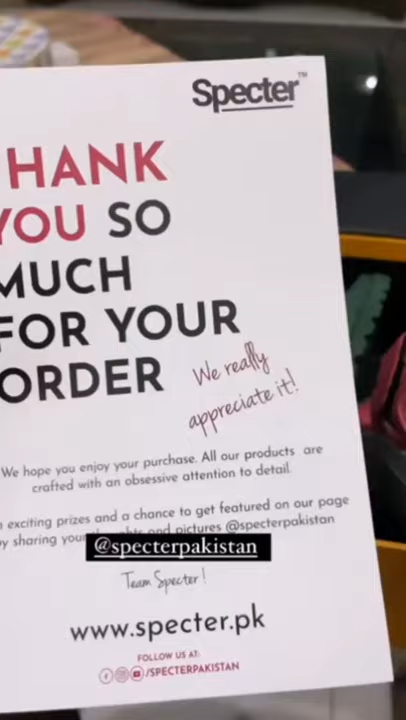 Specter™
HANK
YOU SO
MUCH
FOR YOUR
ORDER
We really
appreciate it!
We hope you enjoy your purchase. All our products are
crafted with an obsessive attention to detail.
exciting prizes and a chance to get featured on our page
by sharing your and pictures @specterpakistan
@specterpakistan
Team Specter!
www.specter.pk
FOLLOW US AT:
/SPECTERPAKISTAN